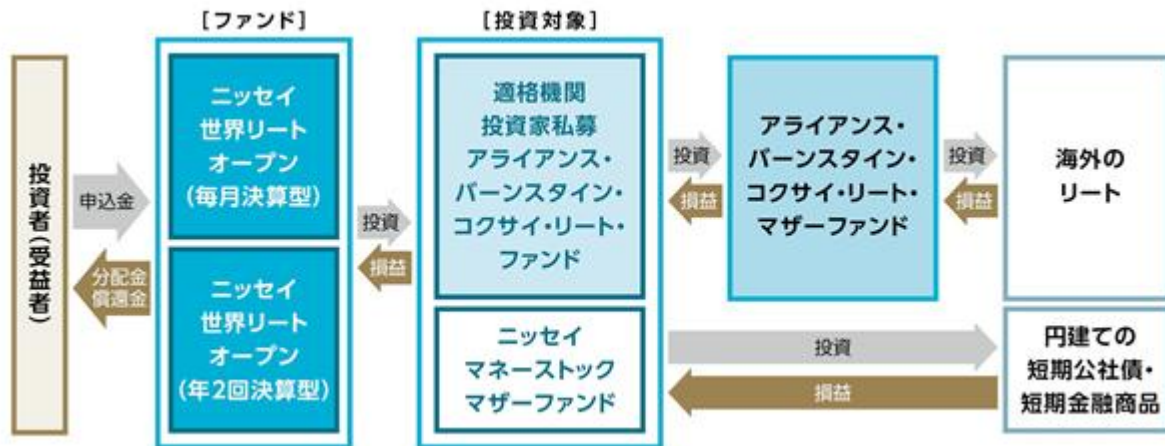 [ファンド]
[投資対象]
投資者(受益者)
申込金
分配金
償還金
ニッセイ
世界リート
オープン
(毎月決算型)
ニッセイ
世界リート
オープン
(年2回決算型)
投資
損益
適格機関
投資家私募
アライアンス・
バーンスタイン・
コクサイ・リート・
ファンド
ニッセイ
マネーストック
マザーファンド
投資
損益
アライアンス・
バーンスタイン・
コクサイ・リート・
マザーファンド
投資
損益
海外の
リート
投資
損益
円建ての
短期公社債・
短期金融商品